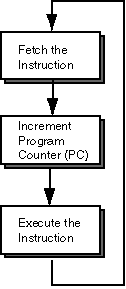 Fetch the
Instruction
Increment
Program
Counter (PC)
Execute the
Instruction